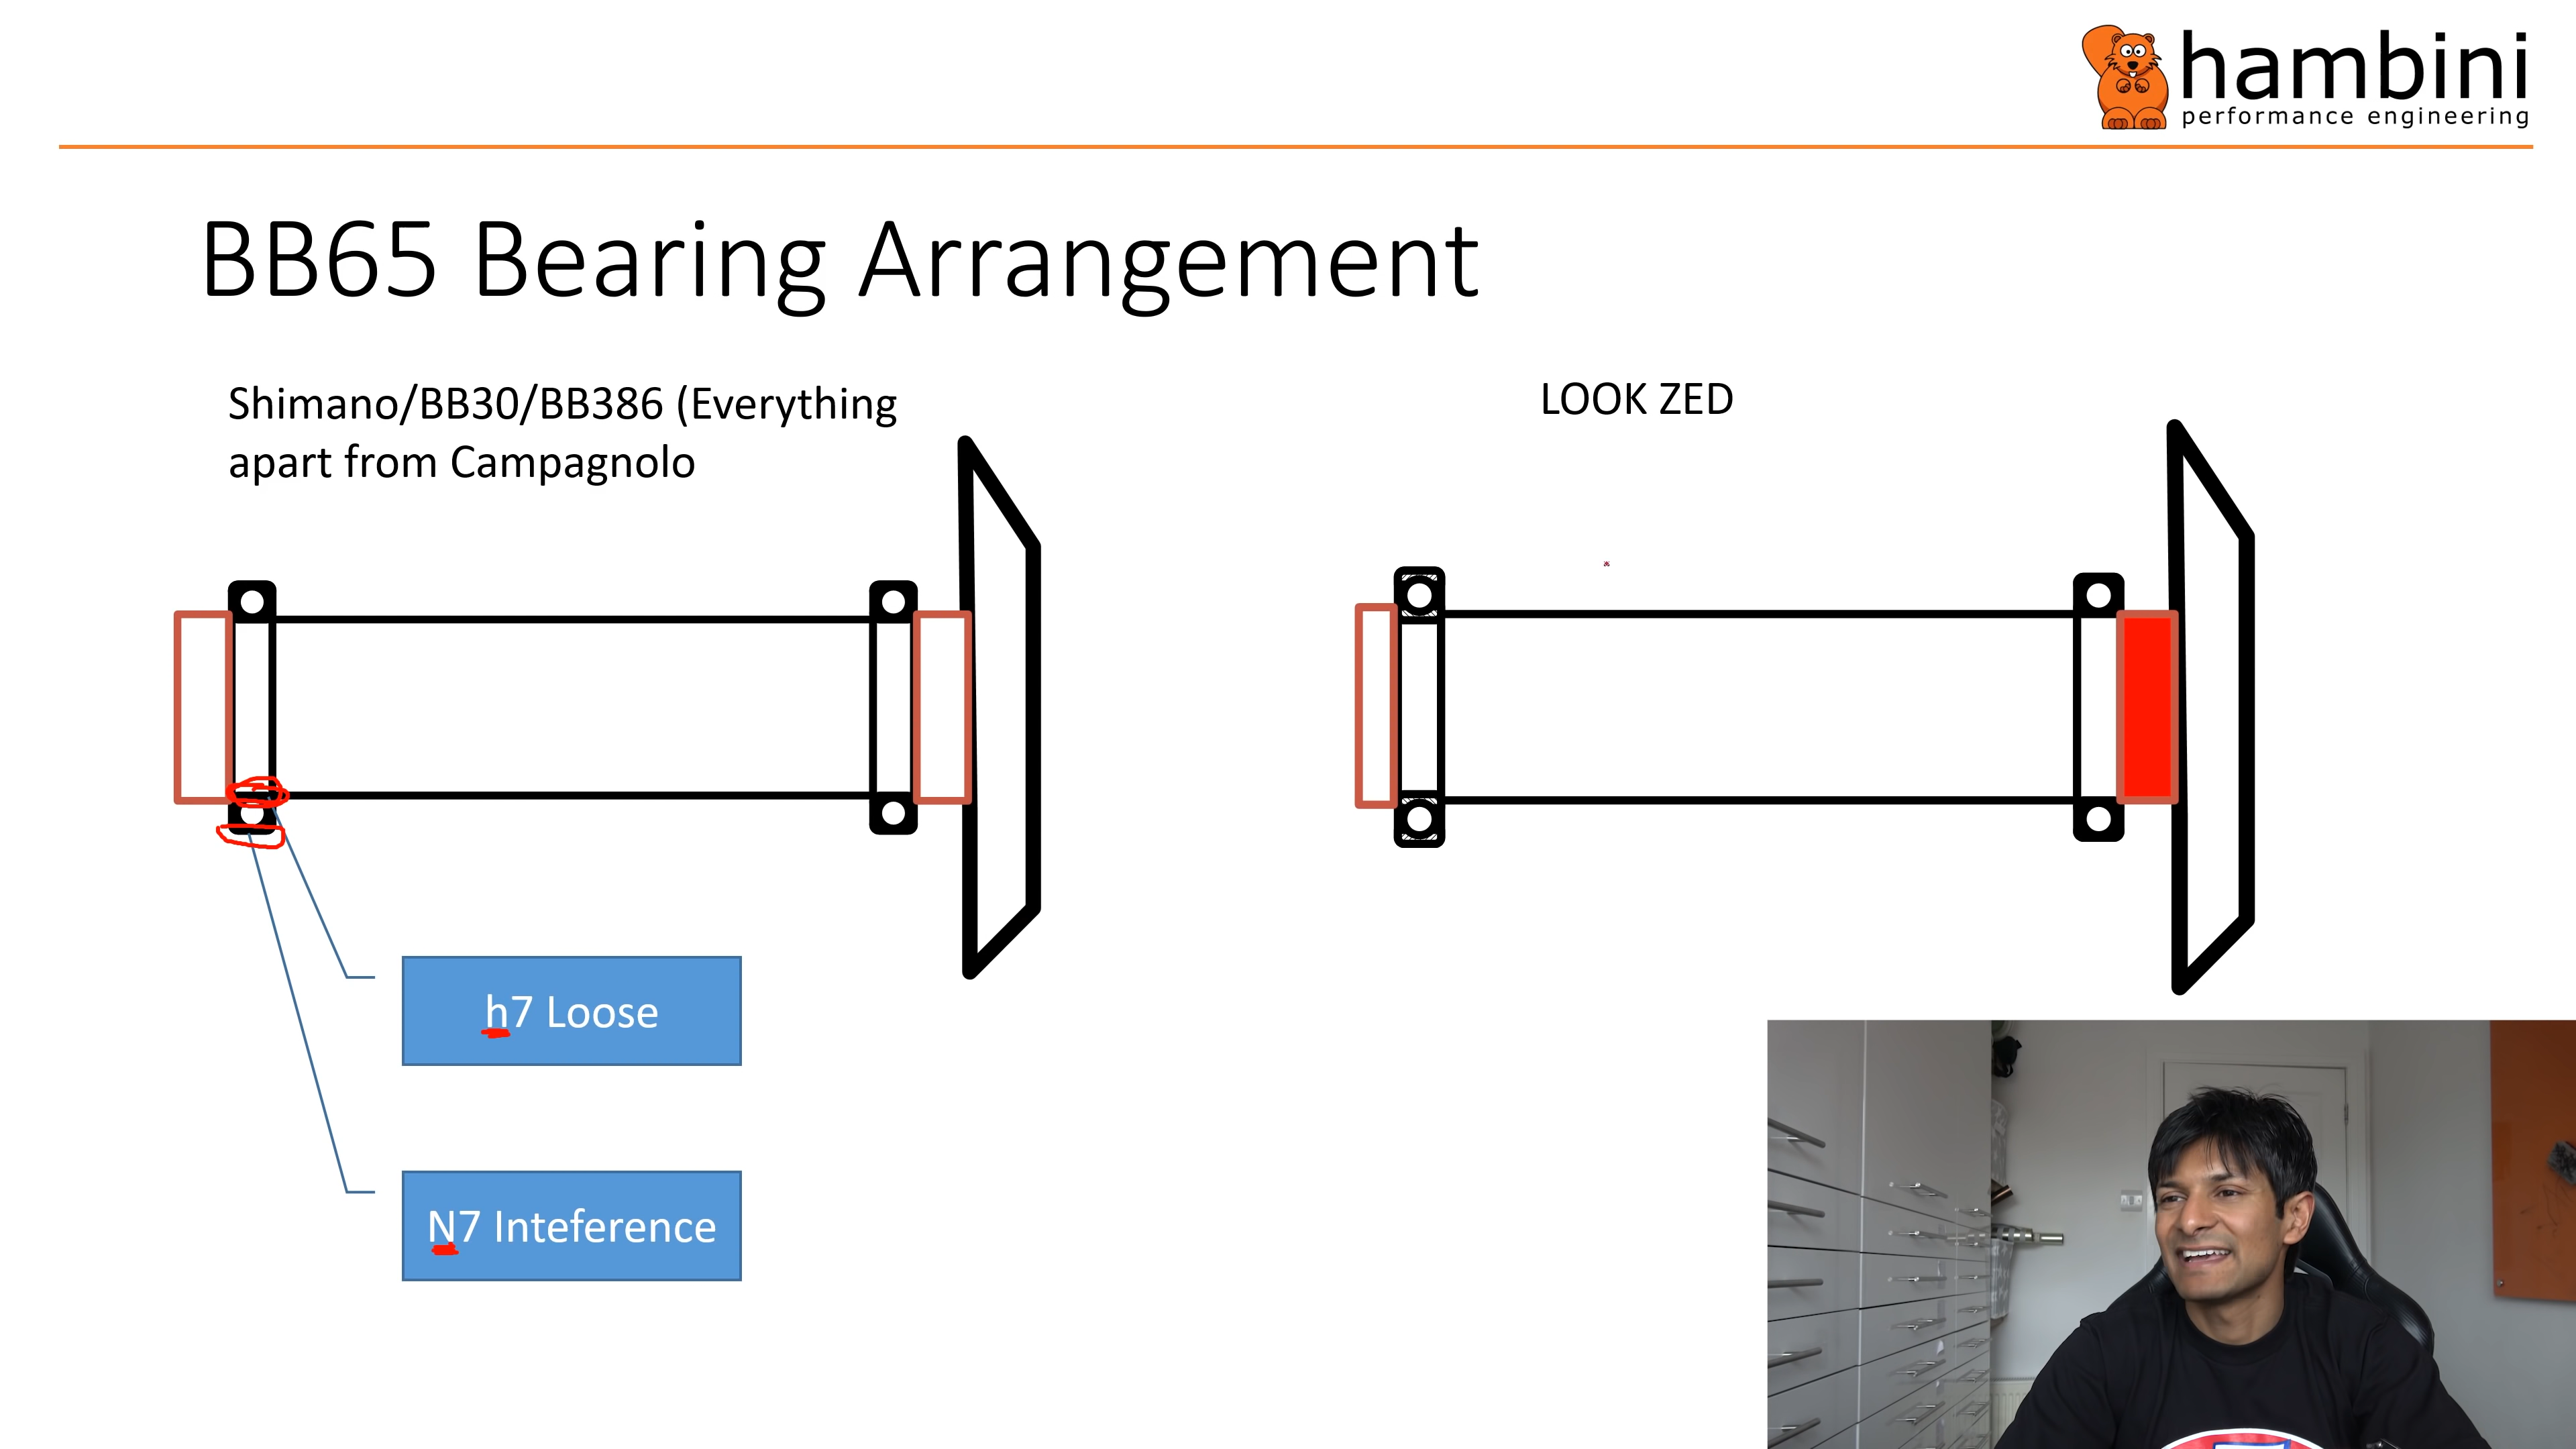 hambini
performance engineering
BB65 Bearing Arrangement
Shimano/BB30/BB386 (Everything
apart from Campagnolo
LOOK ZED
h7 Loose
N7 Inteference